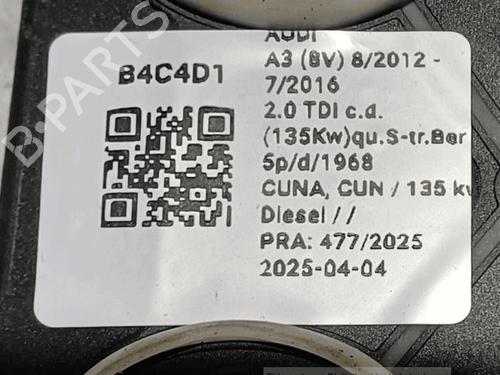 B4C4D1
AUDI
A3 (8V) 8/2012 -
7/2016
2.0 TDI c.d.
(135Kw)qu.S-tr.Ber
5p/d/1968
CUNA, CUN / 135 kw
Diesel //
PRA: 477/2025
2025-04-04